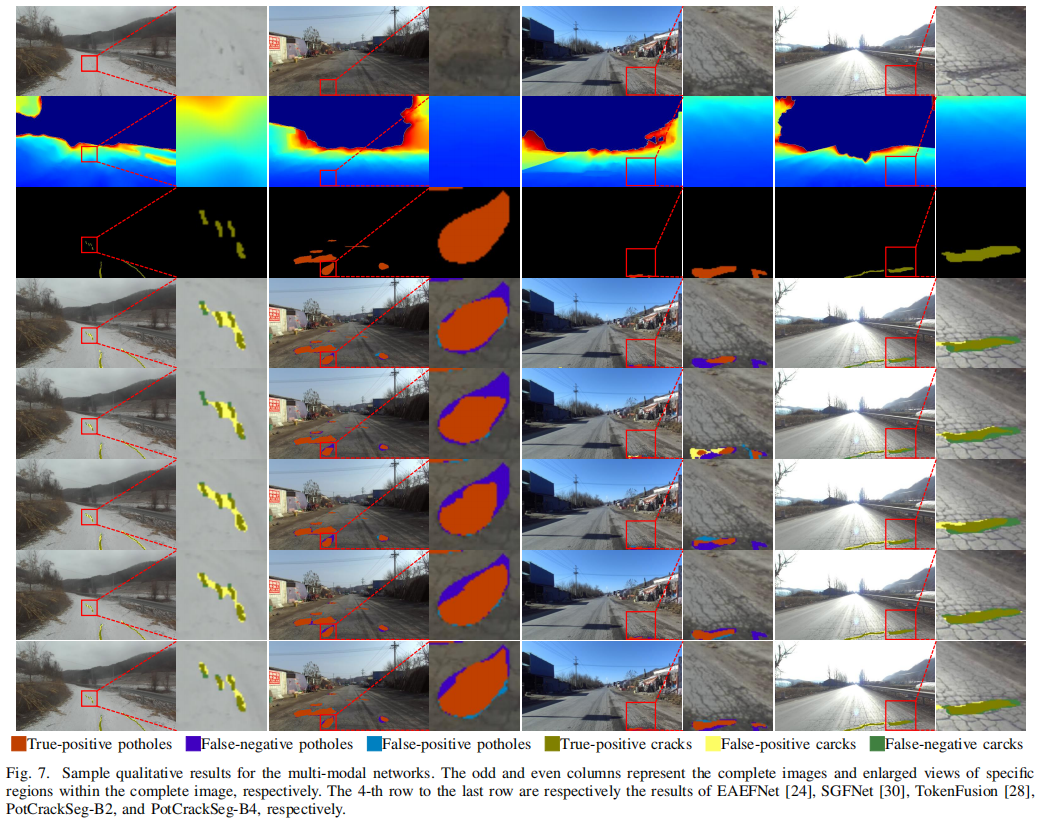 True-positive potholes False-negative potholes False-positive potholes True-positive cracks False-positive carcks False-negative carcks
Fig. 7. Sample qualitative results for the multi-modal networks. The odd and even columns represent the complete images and enlarged views of specific
regions within the complete image, respectively. The 4-th row to the last row are respectively the results of EAEFNet [24], SGFNet [30], TokenFusion [28],
PotCrackSeg-B2, and PotCrackSeg-B4, respectively.